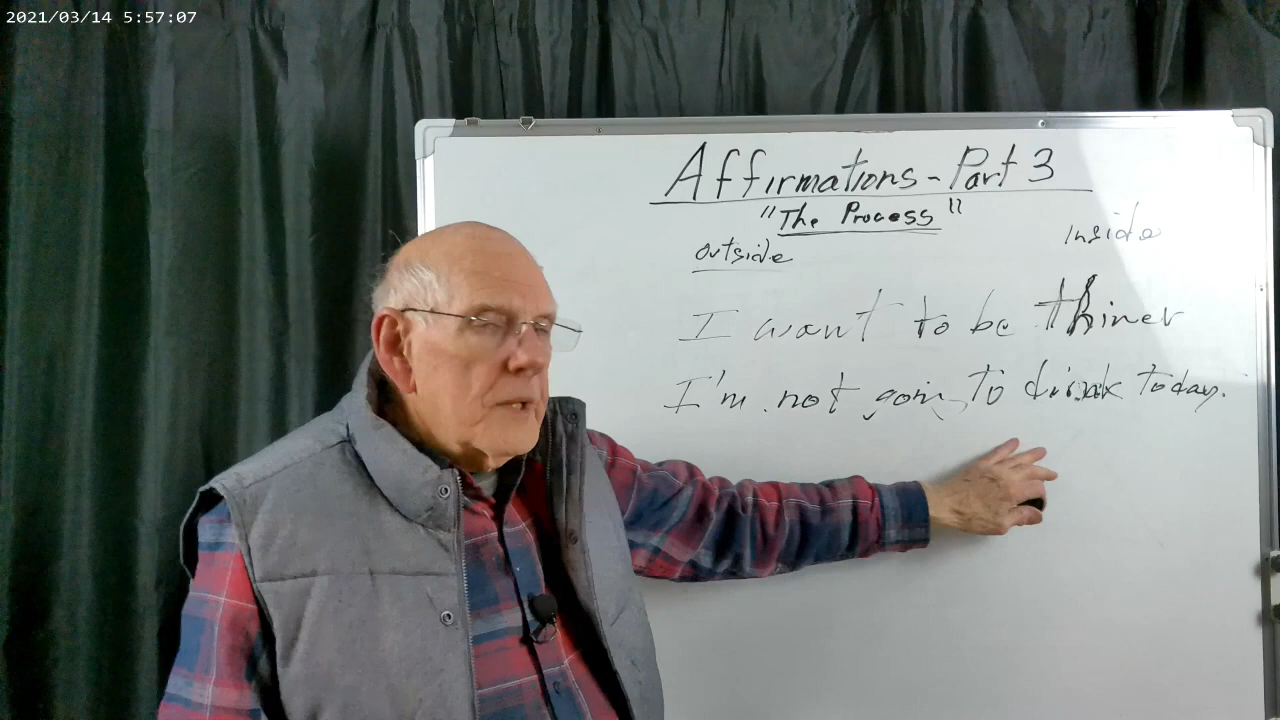 2021/03/14 5:57:07
Affirmations - Part 3
"The Process"
outside inside
I want to be thiner
I'm not goin to drink today.